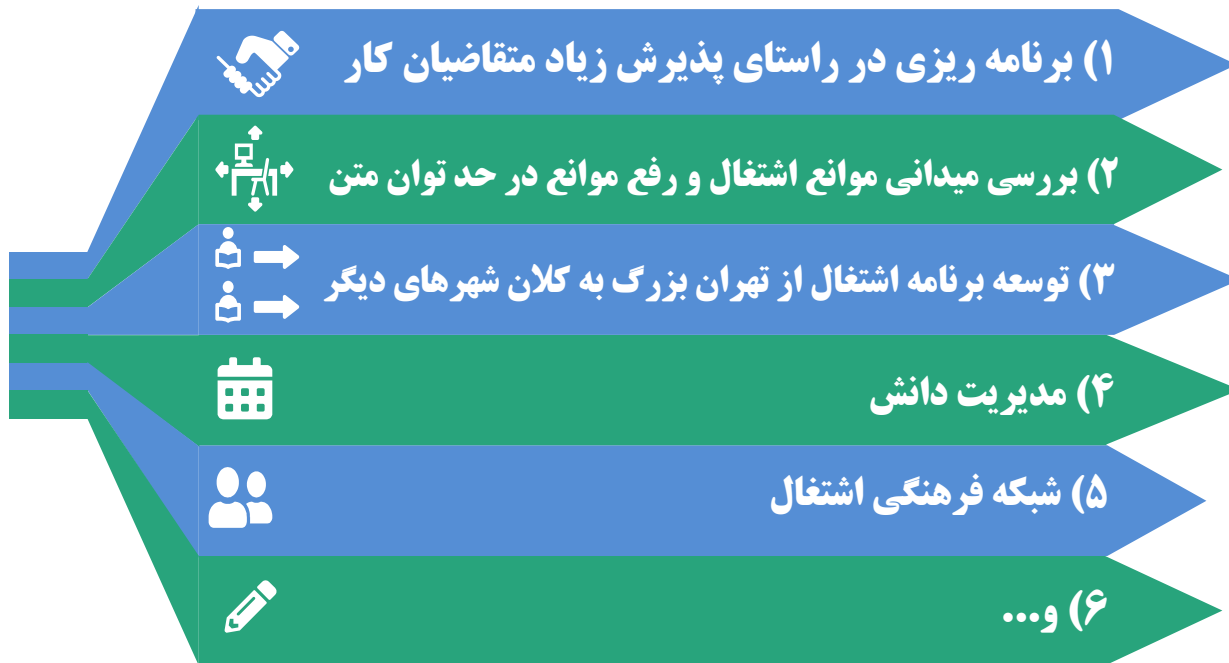 ۱) برنامه ریزی در راستای پذیرش زیاد متقاضیان کار
۲) بررسی میدانی موانع اشتغال و رفع موانع در حد توان متن
۳) توسعه برنامه اشتغال از تهران بزرگ به کلان شهرهای دیگر
۴) مدیریت دانش
۵) شبکه فرهنگی اشتغال
۶) و...